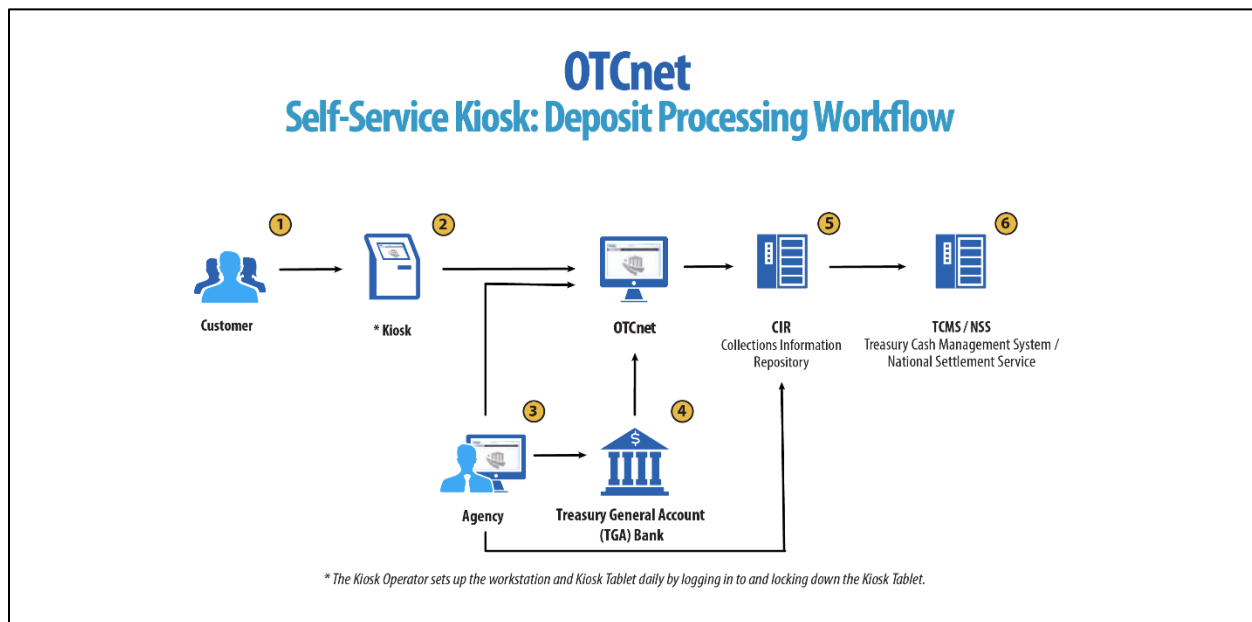 OTCnet
Self-Service Kiosk: Deposit Processing Workflow
1
2
5
6
Customer
* Kiosk
OTCnet
CIR
Collections Information
Repository
TCMS / NSS
Treasury Cash Management System /
National Settlement Service
3
4
$
Agency
Treasury General Account
(TGA) Bank
* The Kiosk Operator sets up the workstation and Kiosk Tablet daily by logging in to and locking down the Kiosk Tablet.